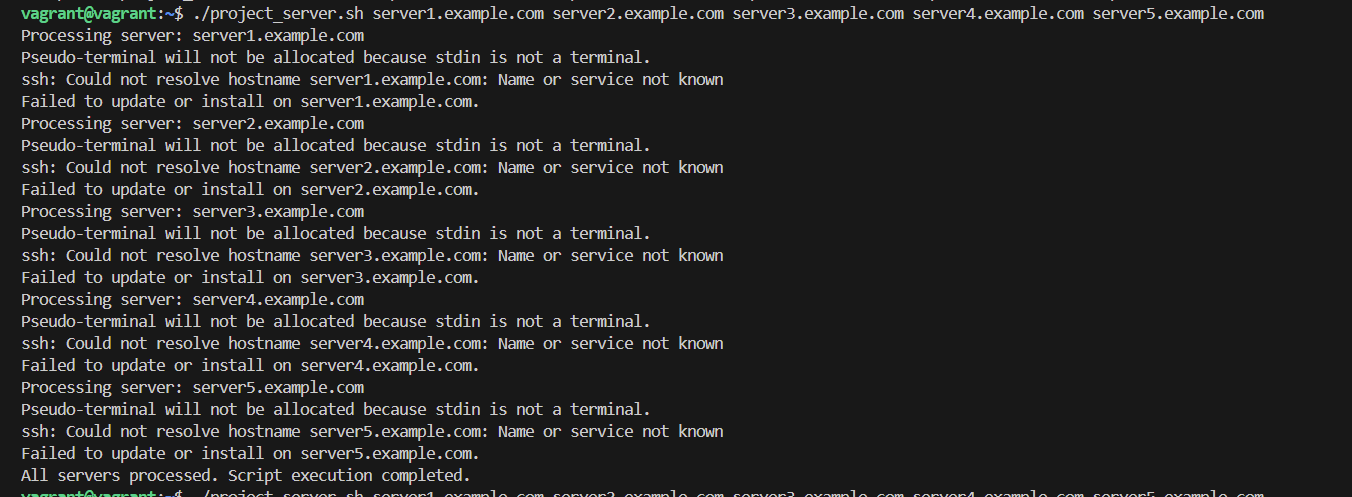 vagrant@vagrant:~$ ./project_server.sh server1.example.com server2.example.com server3.example.com server4.example.com server5.example.com
Processing server: server1.example.com
Pseudo-terminal will not be allocated because stdin is not a terminal.
ssh: Could not resolve hostname server1.example.com: Name or service not known
Failed to update or install on server1.example.com.
Processing server: server2.example.com
Pseudo-terminal will not be allocated because stdin is not a terminal.
ssh: Could not resolve hostname server2.example.com: Name or service not known
Failed to update or install on server2.example.com.
Processing server: server3.example.com
Pseudo-terminal will not be allocated because stdin is not a terminal.
ssh: Could not resolve hostname server3.example.com: Name or service not known
Failed to update or install on server3.example.com.
Processing server: server4.example.com
Pseudo-terminal will not be allocated because stdin is not a terminal.
ssh: Could not resolve hostname server4.example.com: Name or service not known
Failed to update or install on server4.example.com.
Processing server: server5.example.com
Pseudo-terminal will not be allocated because stdin is not a terminal.
ssh: Could not resolve hostname server5.example.com: Name or service not known
Failed to update or install on server5.example.com.
All servers processed. Script execution completed.
vagrant@vagrant:~$ ./project_server.sh server1.example.com server2.example.com server3.example.com server4.example.com server5.example.com